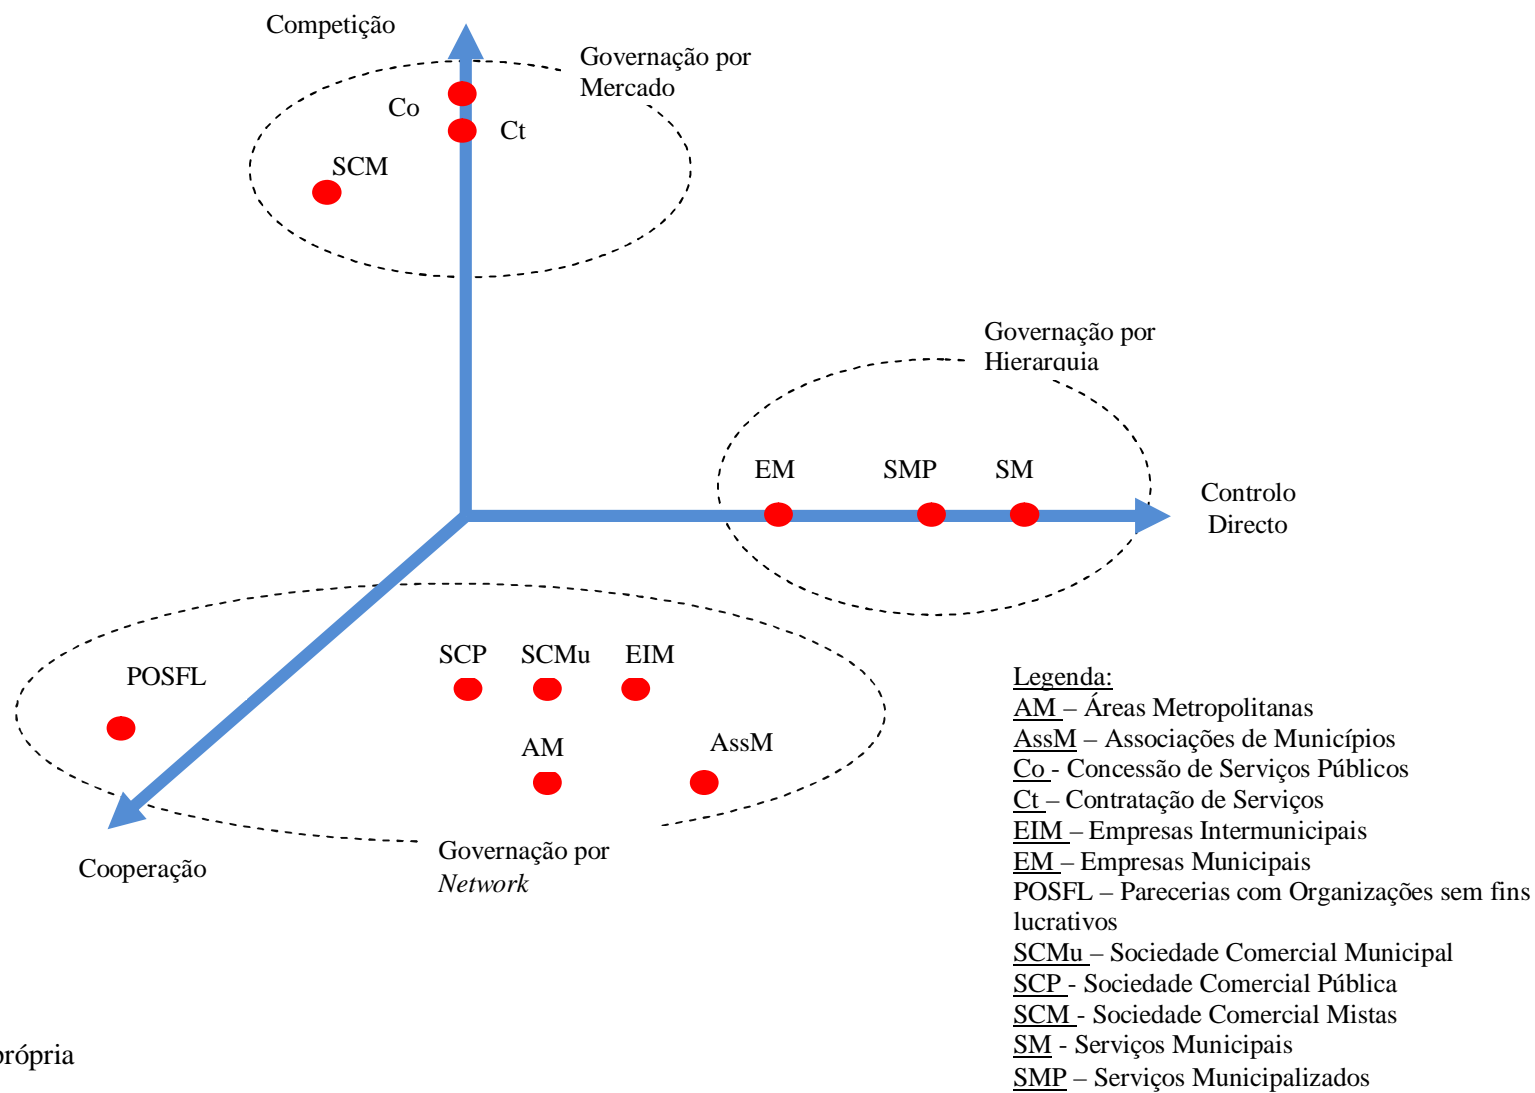 Competição
Governação por
Mercado
Co
Ct
SCM
Governação por
Hierarquia
EM SMP SM
Controlo
Directo
SCP SCMu EIM
POSFL
AM AssM
Governação por
Network
Cooperação
Legenda:
AM – Áreas Metropolitanas
AssM – Associações de Municípios
Co - Concessão de Serviços Públicos
Ct – Contratação de Serviços
EIM – Empresas Intermunicipais
EM – Empresas Municipais
POSFL – Parecerias com Organizações sem fins
lucrativos
SCMu – Sociedade Comercial Municipal
SCP - Sociedade Comercial Pública
SCM - Sociedade Comercial Mistas
SM - Serviços Municipais
SMP – Serviços Municipalizados
própria